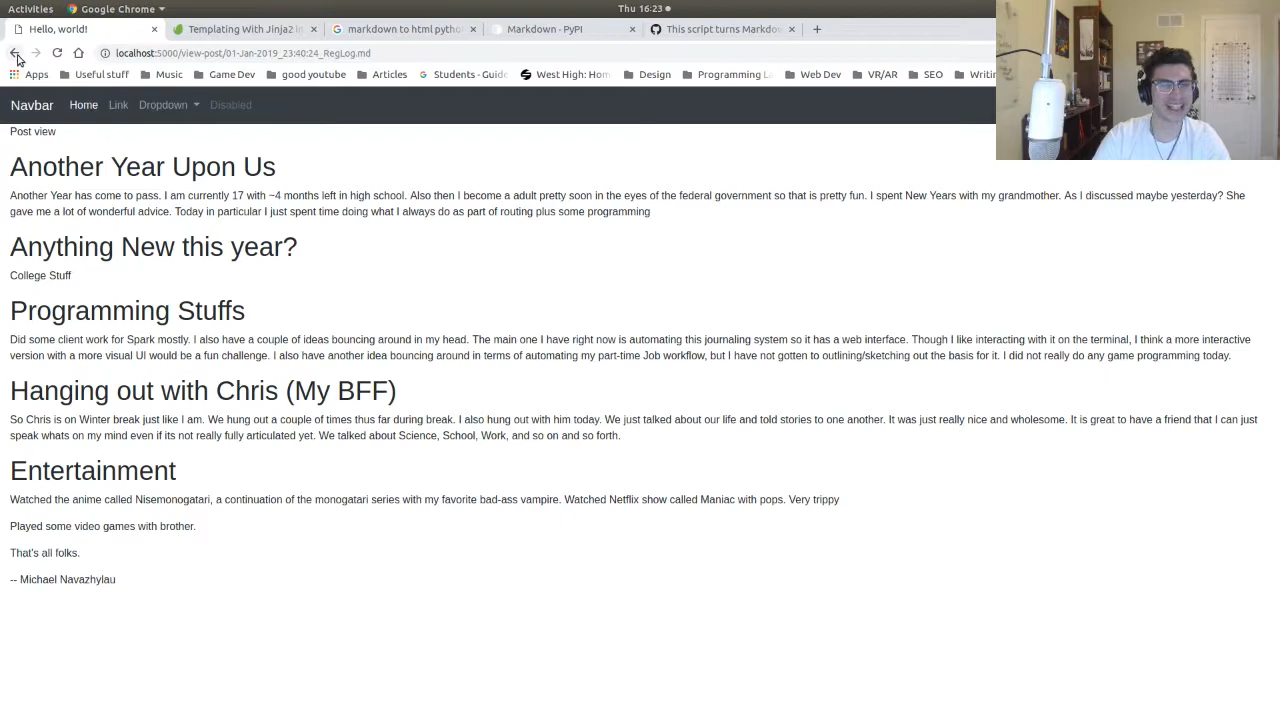 Activities Google Chrome Thu 16:23
Hello, world! Templating With Jinja2 in markdown to html pytho Markdown - PyPI This script turns Markdow
localhost:5000/view-post/01-Jan-2019_23:40:24_RegLog.md
Apps Useful stuff Music Game Dev good youtube Articles Students - Guide West High: Hom Design Programming La Web Dev VR/AR SEO Writin
Navbar Home Link Dropdown Disabled
Post view
Another Year Upon Us
Another Year has come to pass. I am currently 17 with ~4 months left in high school. Also then I become a adult pretty soon in the eyes of the federal government so that is pretty fun. I spent New Years with my grandmother. As I discussed maybe yesterday? She
gave me a lot of wonderful advice. Today in particular I just spent time doing what I always do as part of routing plus some programming
Anything New this year?
College Stuff
Programming Stuffs
Did some client work for Spark mostly. I also have a couple of ideas bouncing around in my head. The main one I have right now is automating this journaling system so it has a web interface. Though I like interacting with it on the terminal, I think a more interactive
version with a more visual UI would be a fun challenge. I also have another idea bouncing around in terms of automating my part-time Job workflow, but I have not gotten to outlining/sketching out the basis for it. I did not really do any game programming today.
Hanging out with Chris (My BFF)
So Chris is on Winter break just like I am. We hung out a couple of times thus far during break. I also hung out with him today. We just talked about our life and told stories to one another. It was just really nice and wholesome. It is great to have a friend that I can just
speak whats on my mind even if its not really fully articulated yet. We talked about Science, School, Work, and so on and so forth.
Entertainment
Watched the anime called Nisemonogatari, a continuation of the monogatari series with my favorite bad-ass vampire. Watched Netflix show called Maniac with pops. Very trippy
Played some video games with brother.
That's all folks.
-- Michael Navazhylau